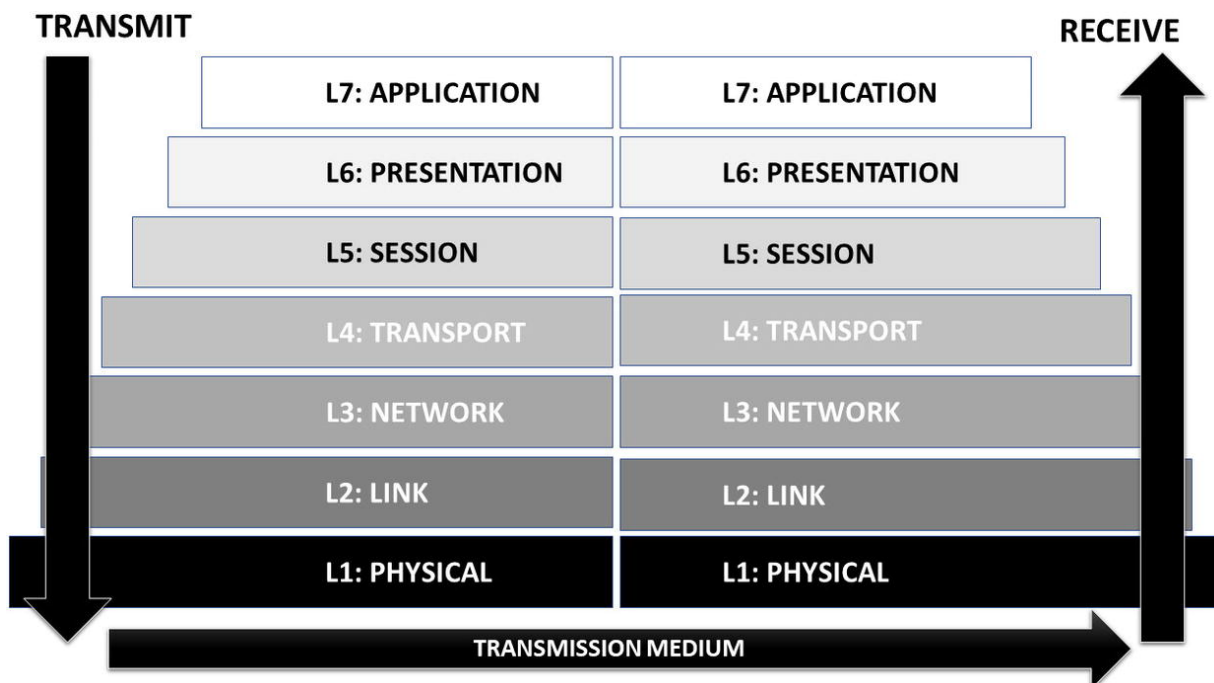 TRANSMIT
RECEIVE
L7: APPLICATION
L7: APPLICATION
L6: PRESENTATION
L6: PRESENTATION
L5: SESSION
L5: SESSION
L4: TRANSPORT
L4: TRANSPORT
L3: NETWORK
L3: NETWORK
L2: LINK
L2: LINK
L1: PHYSICAL
L1: PHYSICAL
TRANSMISSION MEDIUM